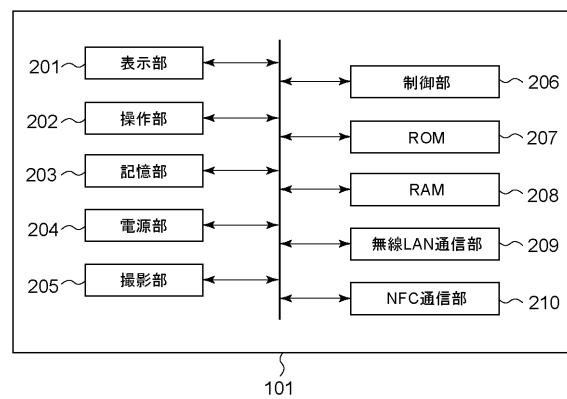 201 表示部
202 操作部
203 記憶部
204 電源部
205 撮影部
制御部 206
ROM 207
RAM 208
無線LAN通信部 209
NFC通信部 210
101